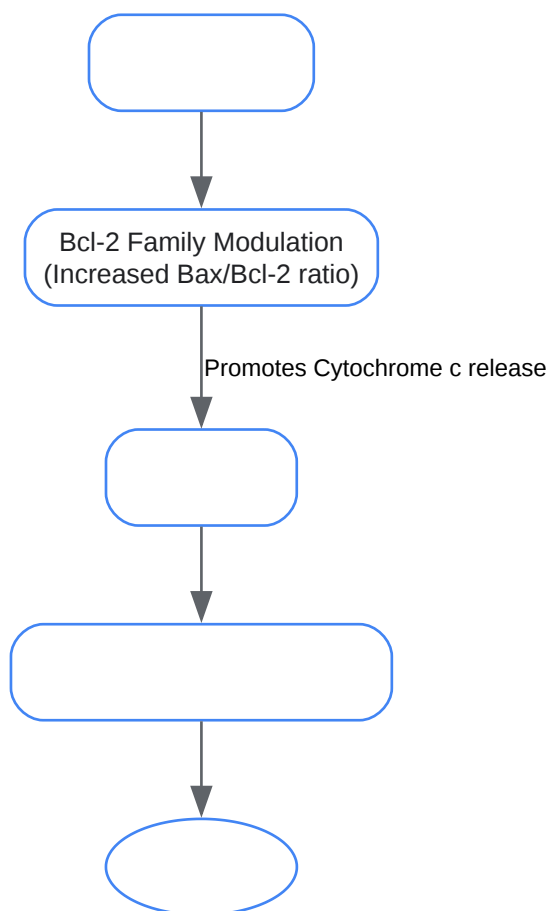 Bcl-2 Family Modulation
(Increased Bax/Bcl-2 ratio)
Promotes Cytochrome c release